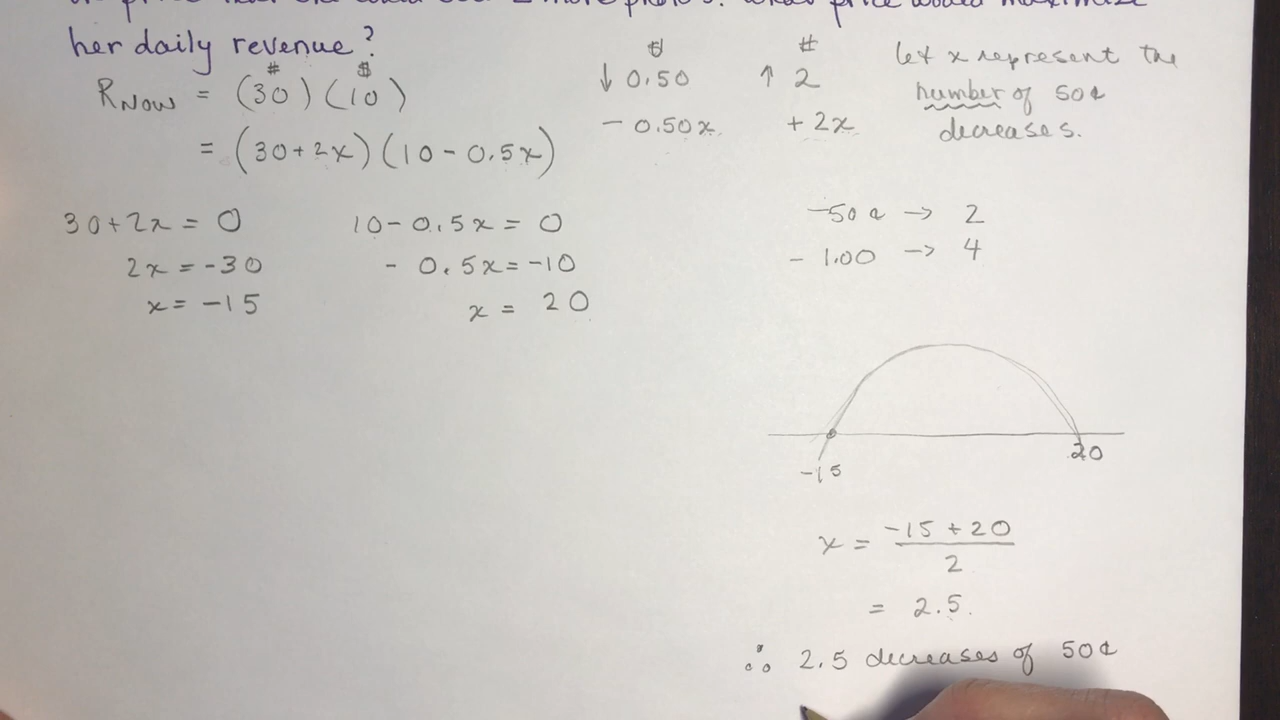 her daily revenue?
# $
R NOW = (30)(10)
= (30+2x)(10-0.5x)
30+2x = 0
2x = -30
x = -15
10-0.5x = 0
-0.5x = -10
x = 20
$ #
↓ 0.50 ↑ 2
- 0.50x +2x
let x represent the
number of 50¢
decreases.
-50¢ → 2
- 1.00 → 4
-15 20
x = (-15 + 20)/2
= 2.5
∴ 2.5 decreases of 50¢